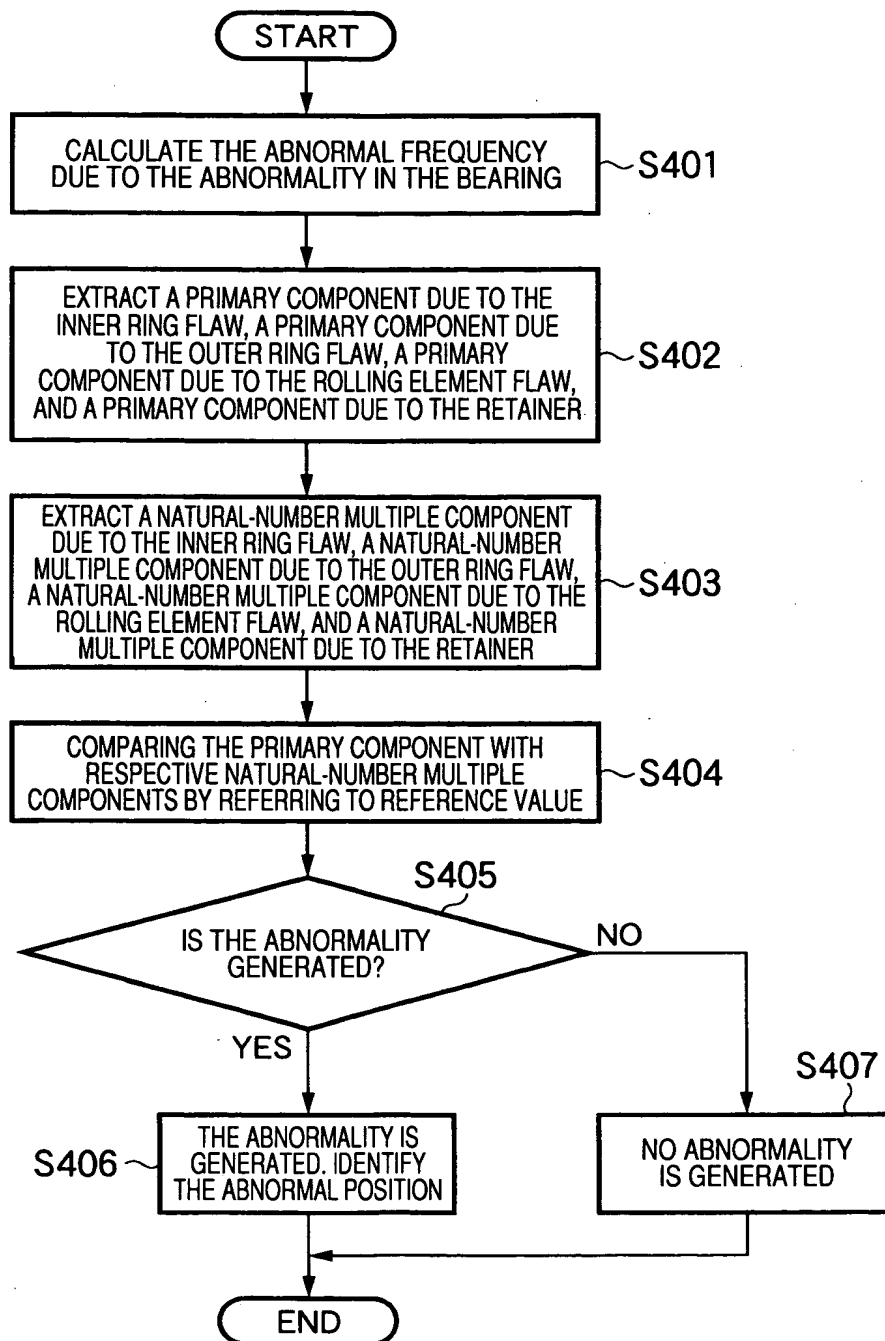 START
CALCULATE THE ABNORMAL FREQUENCY
DUE TO THE ABNORMALITY IN THE BEARING
S401
EXTRACT A PRIMARY COMPONENT DUE TO THE
INNER RING FLAW, A PRIMARY COMPONENT DUE
TO THE OUTER RING FLAW, A PRIMARY
COMPONENT DUE TO THE ROLLING ELEMENT FLAW,
AND A PRIMARY COMPONENT DUE TO THE RETAINER
S402
EXTRACT A NATURAL-NUMBER MULTIPLE COMPONENT
DUE TO THE INNER RING FLAW, A NATURAL-NUMBER
MULTIPLE COMPONENT DUE TO THE OUTER RING FLAW,
A NATURAL-NUMBER MULTIPLE COMPONENT DUE TO THE
ROLLING ELEMENT FLAW, AND A NATURAL-NUMBER
MULTIPLE COMPONENT DUE TO THE RETAINER
S403
COMPARING THE PRIMARY COMPONENT WITH
RESPECTIVE NATURAL-NUMBER MULTIPLE
COMPONENTS BY REFERRING TO REFERENCE VALUE
S404
S405
IS THE ABNORMALITY
GENERATED?
NO
YES
S407
S406
THE ABNORMALITY IS
GENERATED. IDENTIFY
THE ABNORMAL POSITION
NO ABNORMALITY
IS GENERATED
END